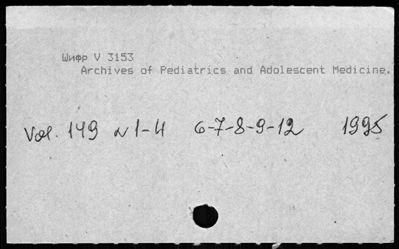 Шифр V 3153
Archives of Pediatrics and Adolescent Medicine.
Vol. 149 N 1-4 6-7-8-9-12 1995